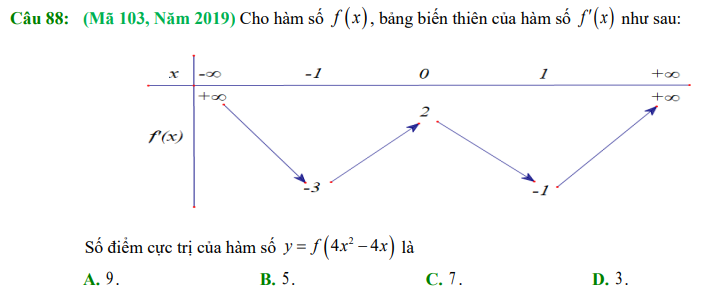 Câu 88: (Mã 103, Năm 2019) Cho hàm số f(x), bảng biến thiên của hàm số f'(x) như sau:
x -∞ -1 0 1 +∞
+∞ 2 +∞
f'(x)
-3 -1
Số điểm cực trị của hàm số y = f(4x² − 4x) là
A. 9. B. 5. C. 7. D. 3.